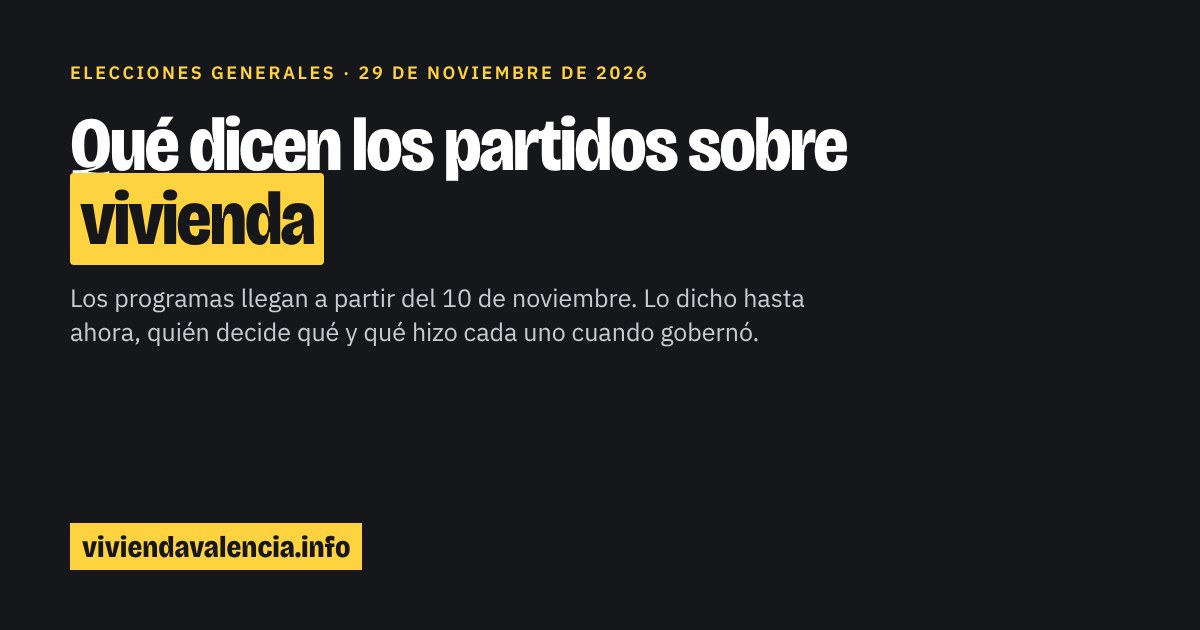 ELECCIONES GENERALES · 29 DE NOVIEMBRE DE 2026
Qué dicen los partidos sobre
vivienda
Los programas llegan a partir del 10 de noviembre. Lo dicho hasta
ahora, quién decide qué y qué hizo cada uno cuando gobernó.
viviendavalencia.info